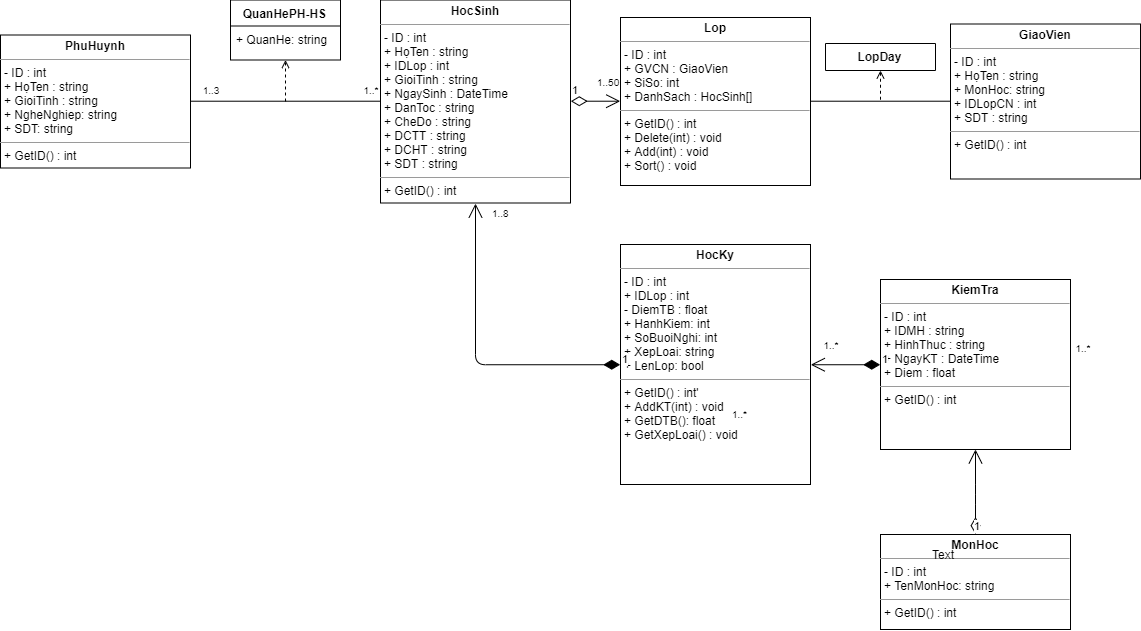 PhuHuynh
- ID : int
+ HọTen : string
+ GioiTinh : string
+ NgheNghiep: string
+ SDT: string
+ GetID() : int
QuanHePH-HS
+ QuanHe: string
1..3
1..*
HocSinh
- ID : int
+ HọTen : string
+ IDLop : int
+ GioiTinh : string
+ NgaySinh : DateTime
+ DanToc : string
+ CheDo : string
+ DCTT : string
+ DCHT : string
+ SDT : string
+ GetID() : int
1
1..50
Lop
- ID : int
+ GVCN : GiaoVien
+ SiSo: int
+ DanhSach : HocSinh[]
+ GetID() : int
+ Delete(int) : void
+ Add(int) : void
+ Sort() : void
LopDay
GiaoVien
- ID : int
+ HọTen : string
+ MonHoc: string
+ IDLopCN : int
+ SDT : string
+ GetID() : int
1..8
HocKy
- ID : int
+ IDLop : int
- DiemTB : float
+ HanhKiem: int
+ SoBuoiNghi: int
+ XepLoai: string
- LenLop: bool
1
+ GetID() : int'
+ AddKT(int) : void
+ GetDTB(): float
+ GetXepLoai() : void
1..*
1..*
KiemTra
- ID : int
+ IDMH : string
+ HinhThuc : string
- NgayKT : DateTime
+ Diem : float
1
+ GetID() : int
1..*
1
MonHoc
Text
- ID : int
+ TenMonHoc: string
+ GetID() : int